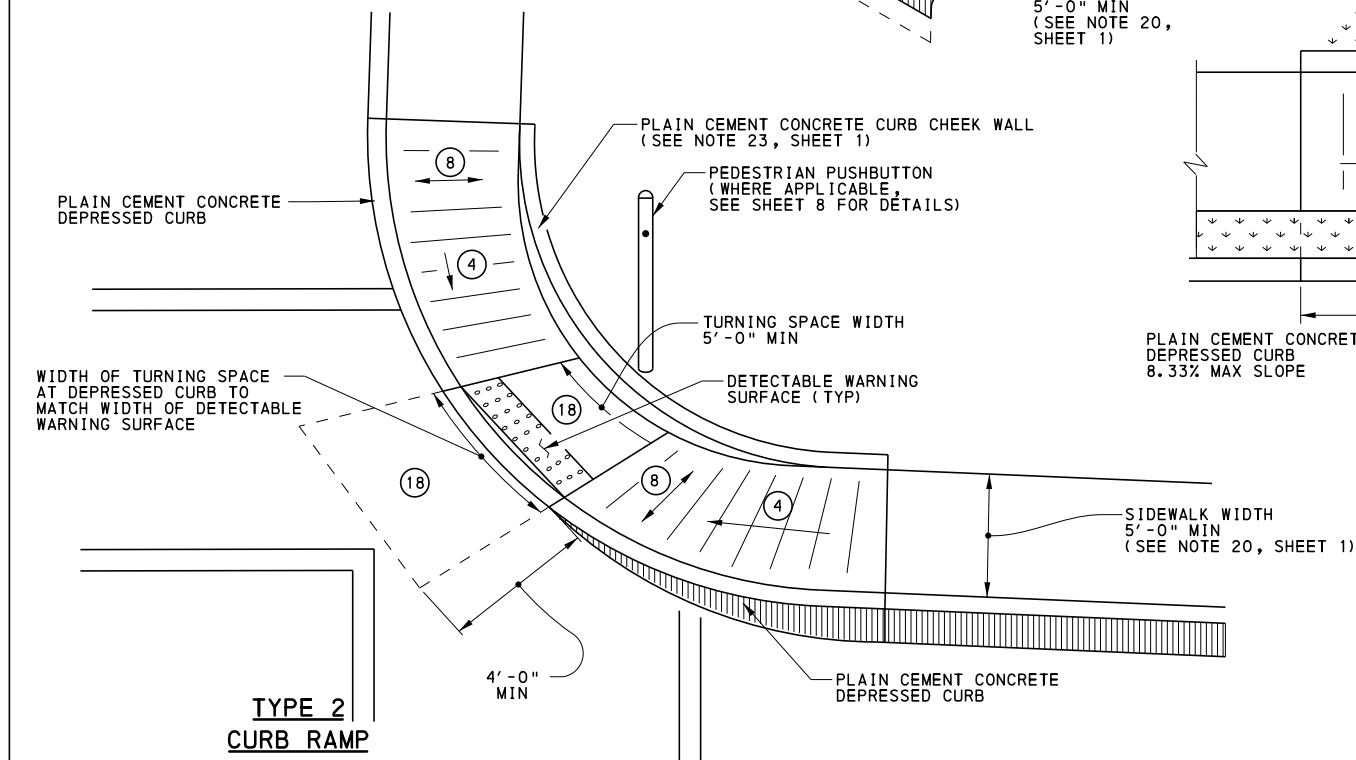 5'-0" MIN
(SEE NOTE 20,
SHEET 1)
PLAIN CEMENT CONCRETE CURB CHEEK WALL
(SEE NOTE 23, SHEET 1)
8
PEDESTRIAN PUSHBUTTON
(WHERE APPLICABLE,
SEE SHEET 8 FOR DETAILS)
PLAIN CEMENT CONCRETE
DEPRESSED CURB
4
TURNING SPACE WIDTH
5'-0" MIN
PLAIN CEMENT CONCRET
DEPRESSED CURB
8.33% MAX SLOPE
WIDTH OF TURNING SPACE
AT DEPRESSED CURB TO
MATCH WIDTH OF DETECTABLE
WARNING SURFACE
DETECTABLE WARNING
SURFACE (TYP)
18
18
8
4
SIDEWALK WIDTH
5'-0" MIN
(SEE NOTE 20, SHEET 1)
4'-0"
MIN
PLAIN CEMENT CONCRETE
DEPRESSED CURB
TYPE 2
CURB RAMP